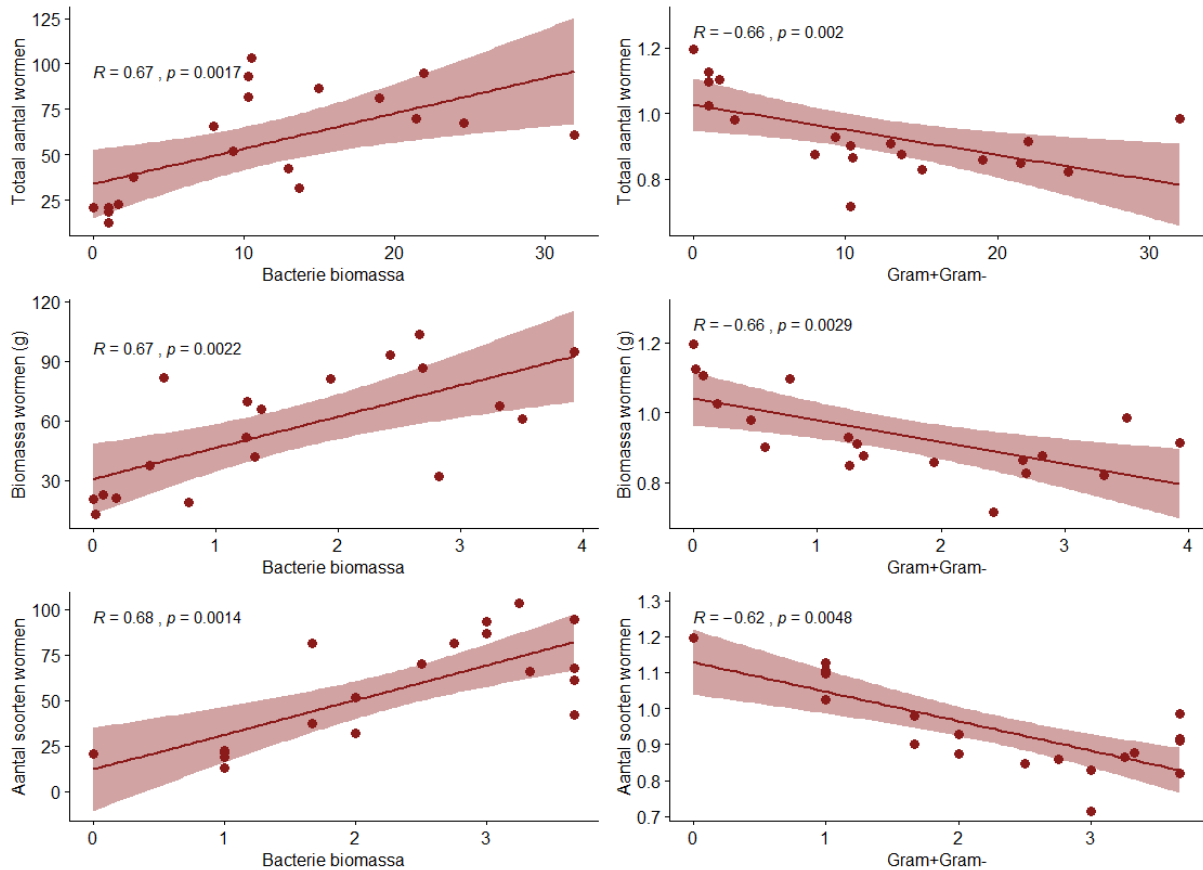 125
100
75
50
25
R = 0.67 , p = 0.0017
Totaal aantal wormen
0 10 20 30
Bacterie biomassa
1.2
1.0
0.8
R = −0.66 , p = 0.002
Totaal aantal wormen
0 10 20 30
Gram+Gram-
120
90
60
30
R = 0.67 , p = 0.0022
Biomassa wormen (g)
0 1 2 3 4
Bacterie biomassa
1.2
1.0
0.8
R = −0.66 , p = 0.0029
Biomassa wormen (g)
0 1 2 3 4
Gram+Gram-
100
75
50
25
0
R = 0.68 , p = 0.0014
Aantal soorten wormen
0 1 2 3
Bacterie biomassa
1.3
1.2
1.1
1.0
0.9
0.8
0.7
R = −0.62 , p = 0.0048
Aantal soorten wormen
0 1 2 3
Gram+Gram-